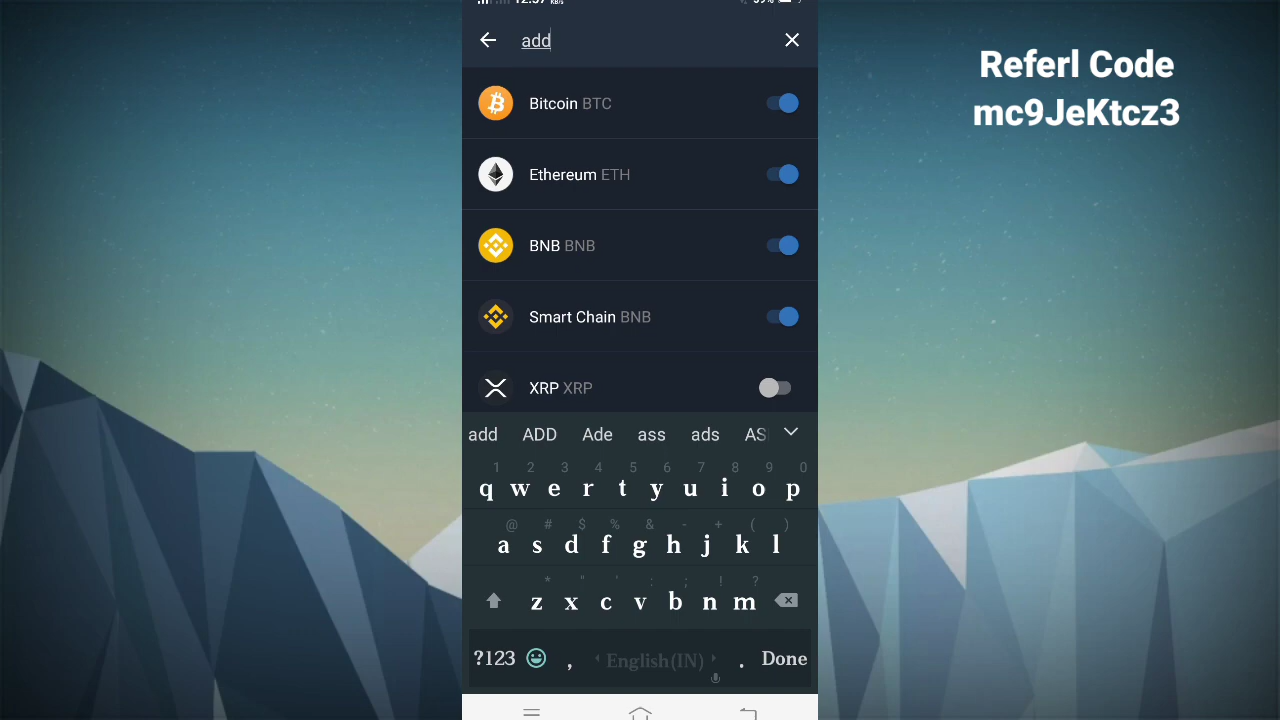 add
Bitcoin BTC
Ethereum ETH
BNB BNB
Smart Chain BNB
XRP XRP
add ADD Ade ass ads
1 2 3 4 5 6 7 8 9 0
q w e r t y u i o p
@ # $ % & - + ( )
a s d f g h j k l
* " ' : ; ! ?
z x c v b n m
?123 , English(IN) . Done
Referl Code
mc9JeKtcz3